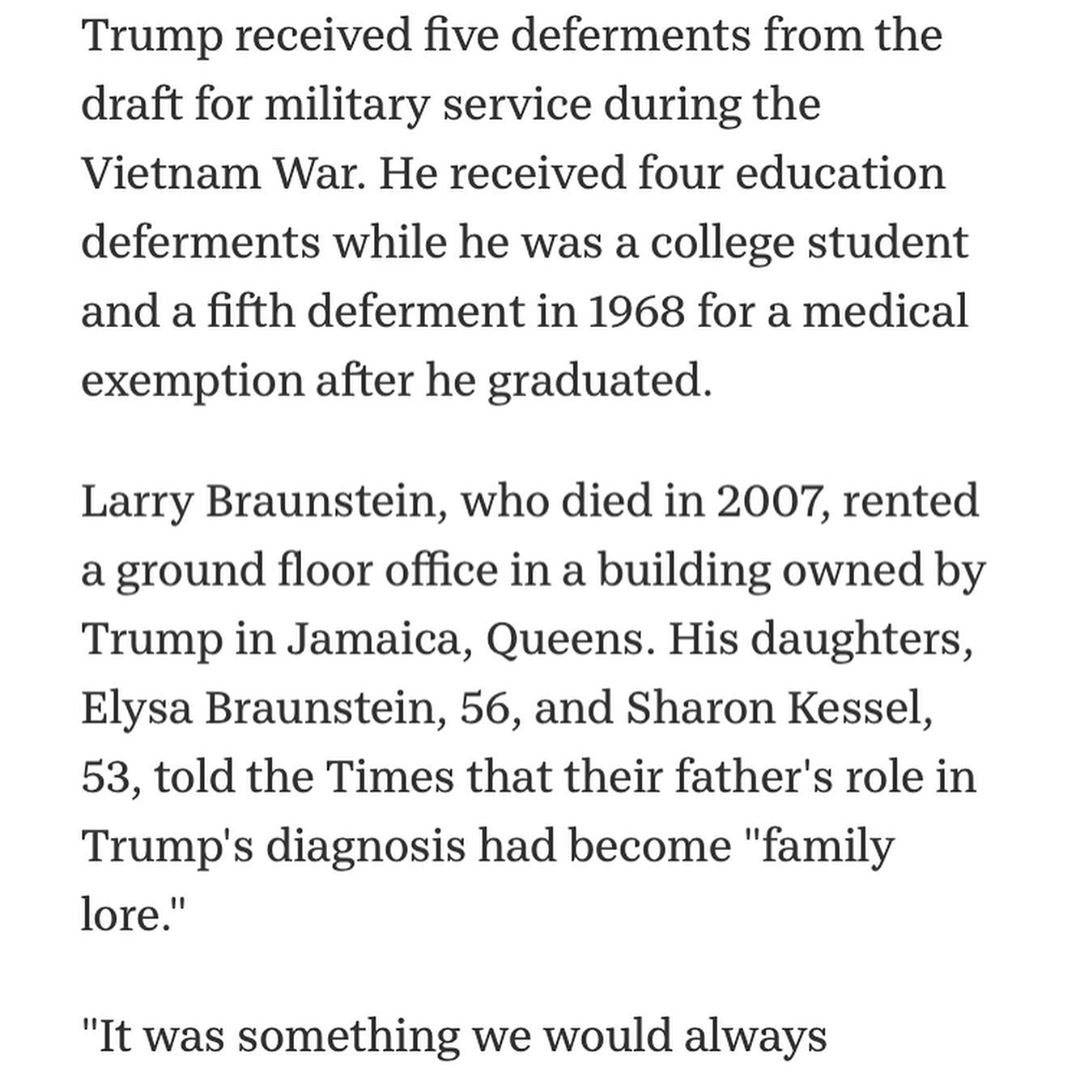 Trump received five deferments from the
draft for military service during the
Vietnam War. He received four education
deferments while he was a college student
and a fifth deferment in 1968 for a medical
exemption after he graduated.
Larry Braunstein, who died in 2007, rented
a ground floor office in a building owned by
Trump in Jamaica, Queens. His daughters,
Elysa Braunstein, 56, and Sharon Kessel,
53, told the Times that their father's role in
Trump's diagnosis had become "family
lore."
"It was something we would always